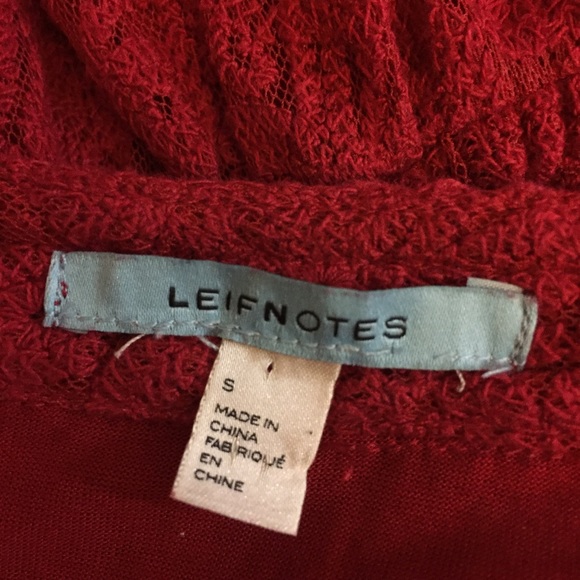 LEIFNOTES
S
MADE IN
CHINA
FABRIQUÉ
EN
CHINE